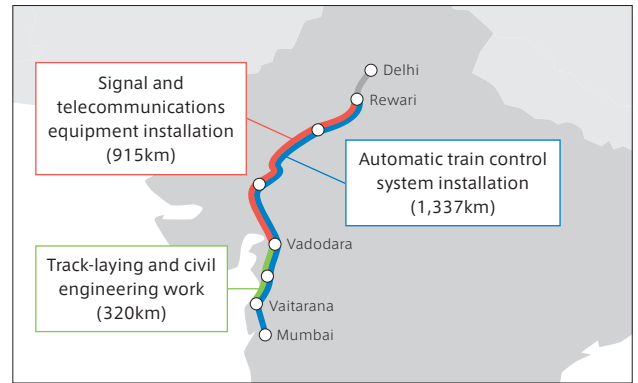 Delhi
Rewari
Signal and
telecommunications
equipment installation
(915km)
Automatic train control
system installation
(1,337km)
Vadodara
Track-laying and civil
engineering work
(320km)
Vaitarana
Mumbai